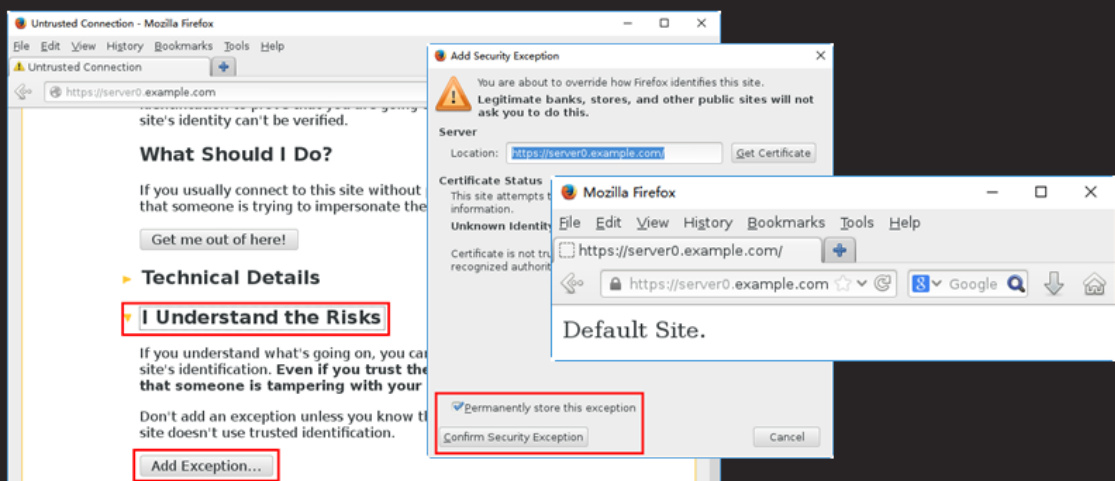 Untrusted Connection - Mozilla Firefox
File Edit View History Bookmarks Tools Help
Untrusted Connection
https://server0.example.com
site's identity can't be verified.
What Should I Do?
If you usually connect to this site without
that someone is trying to impersonate the
Get me out of here!
Technical Details
I Understand the Risks
If you understand what's going on, you can
site's identification. Even if you trust the
that someone is tampering with your
Don't add an exception unless you know
site doesn't use trusted identification.
Add Exception...
Add Security Exception
You are about to override how Firefox identifies this site.
Legitimate banks, stores, and other public sites will not
ask you to do this.
Server
Location: https://server0.example.com/ Get Certificate
Certificate Status
This site attempts
information.
Unknown Identity
Certificate is not
recognized
Permanently store this exception
Confirm Security Exception Cancel
Mozilla Firefox
File Edit View History Bookmarks Tools Help
https://server0.example.com/
https://server0.example.com 8 Google
Default Site.